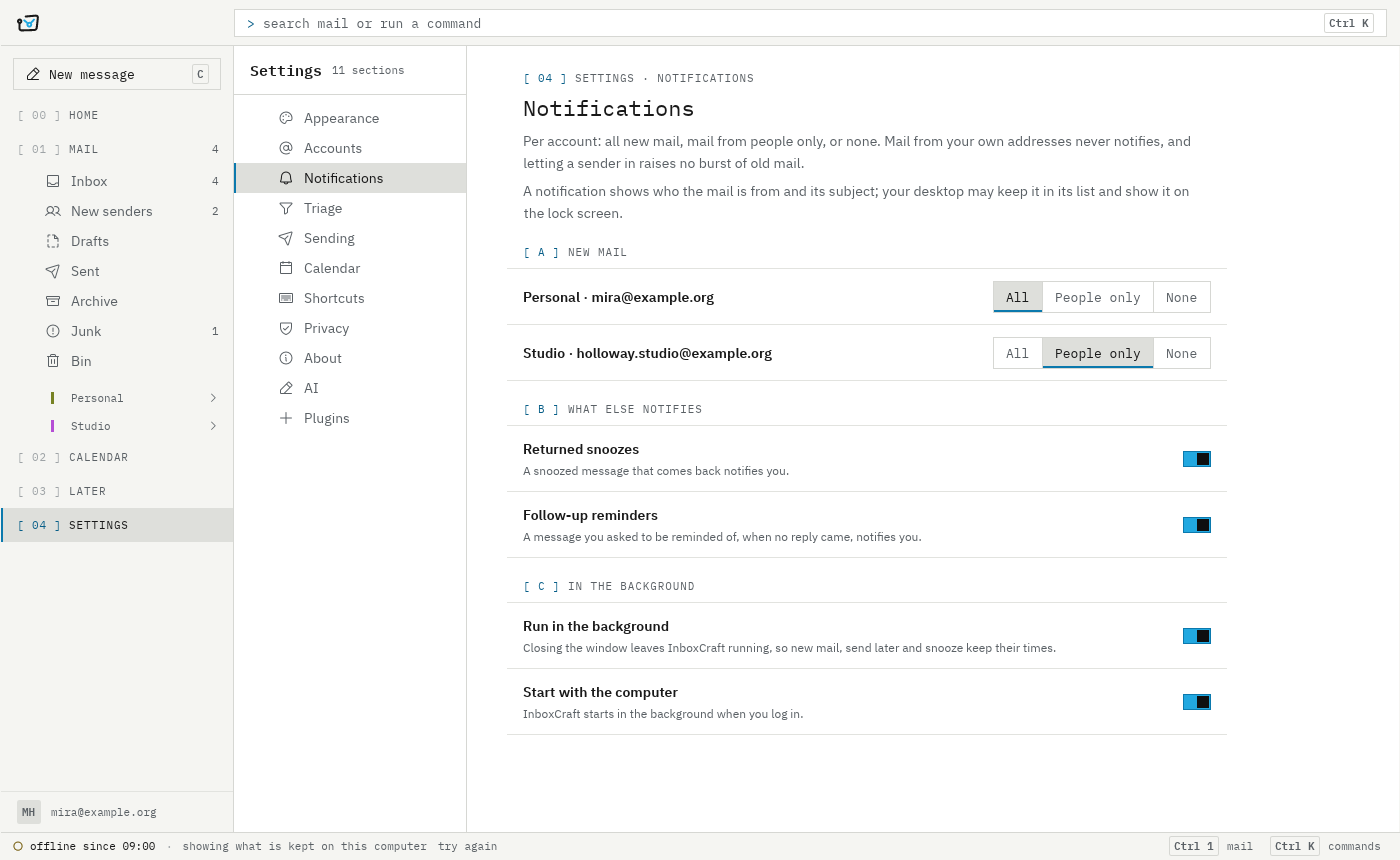 > search mail or run a command Ctrl K
New message C
[ 00 ] HOME
[ 01 ] MAIL 4
Inbox 4
New senders 2
Drafts
Sent
Archive
Junk 1
Bin
Personal
Studio
[ 02 ] CALENDAR
[ 03 ] LATER
[ 04 ] SETTINGS
MH mira@example.org
Settings 11 sections
Appearance
Accounts
Notifications
Triage
Sending
Calendar
Shortcuts
Privacy
About
AI
Plugins
[ 04 ] SETTINGS · NOTIFICATIONS
Notifications
Per account: all new mail, mail from people only, or none. Mail from your own addresses never notifies, and
letting a sender in raises no burst of old mail.
A notification shows who the mail is from and its subject; your desktop may keep it in its list and show it on
the lock screen.
[ A ] NEW MAIL
Personal · mira@example.org All People only None
Studio · holloway.studio@example.org All People only None
[ B ] WHAT ELSE NOTIFIES
Returned snoozes
A snoozed message that comes back notifies you.
Follow-up reminders
A message you asked to be reminded of, when no reply came, notifies you.
[ C ] IN THE BACKGROUND
Run in the background
Closing the window leaves InboxCraft running, so new mail, send later and snooze keep their times.
Start with the computer
InboxCraft starts in the background when you log in.
offline since 09:00 · showing what is kept on this computer try again Ctrl 1 mail Ctrl K commands